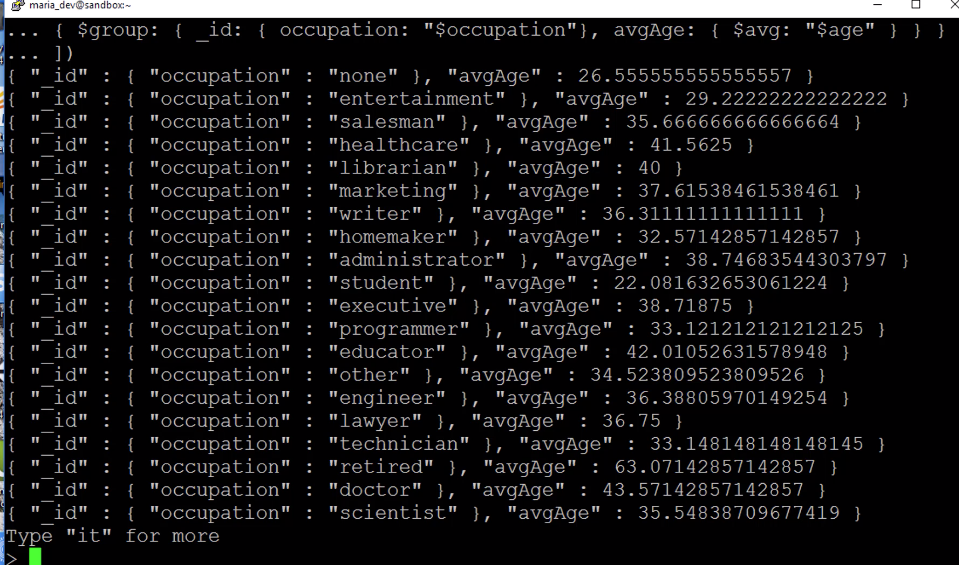 maria_dev@sandbox:~
... { $group: { _id: { occupation: "$occupation"}, avgAge: { $avg: "$age" } } }
... ])
{ "_id" : { "occupation" : "none" }, "avgAge" : 26.555555555555557 }
{ "_id" : { "occupation" : "entertainment" }, "avgAge" : 29.22222222222222 }
{ "_id" : { "occupation" : "salesman" }, "avgAge" : 35.666666666666664 }
{ "_id" : { "occupation" : "healthcare" }, "avgAge" : 41.5625 }
{ "_id" : { "occupation" : "librarian" }, "avgAge" : 40 }
{ "_id" : { "occupation" : "marketing" }, "avgAge" : 37.61538461538461 }
{ "_id" : { "occupation" : "writer" }, "avgAge" : 36.31111111111111 }
{ "_id" : { "occupation" : "homemaker" }, "avgAge" : 32.57142857142857 }
{ "_id" : { "occupation" : "administrator" }, "avgAge" : 38.74683544303797 }
{ "_id" : { "occupation" : "student" }, "avgAge" : 22.081632653061224 }
{ "_id" : { "occupation" : "executive" }, "avgAge" : 38.71875 }
{ "_id" : { "occupation" : "programmer" }, "avgAge" : 33.121212121212125 }
{ "_id" : { "occupation" : "educator" }, "avgAge" : 42.01052631578948 }
{ "_id" : { "occupation" : "other" }, "avgAge" : 34.523809523809526 }
{ "_id" : { "occupation" : "engineer" }, "avgAge" : 36.38805970149254 }
{ "_id" : { "occupation" : "lawyer" }, "avgAge" : 36.75 }
{ "_id" : { "occupation" : "technician" }, "avgAge" : 33.148148148148145 }
{ "_id" : { "occupation" : "retired" }, "avgAge" : 63.07142857142857 }
{ "_id" : { "occupation" : "doctor" }, "avgAge" : 43.57142857142857 }
{ "_id" : { "occupation" : "scientist" }, "avgAge" : 35.54838709677419 }
Type "it" for more
>